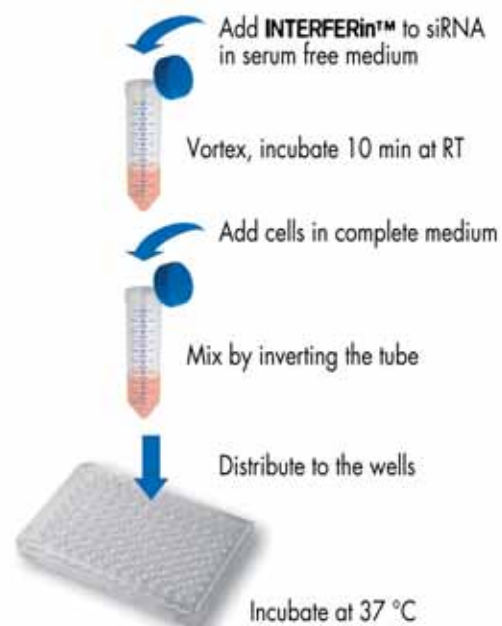 Add INTERFERin™ to siRNA
in serum free medium
Vortex, incubate 10 min at RT
Add cells in complete medium
Mix by inverting the tube
Distribute to the wells
Incubate at 37 °C